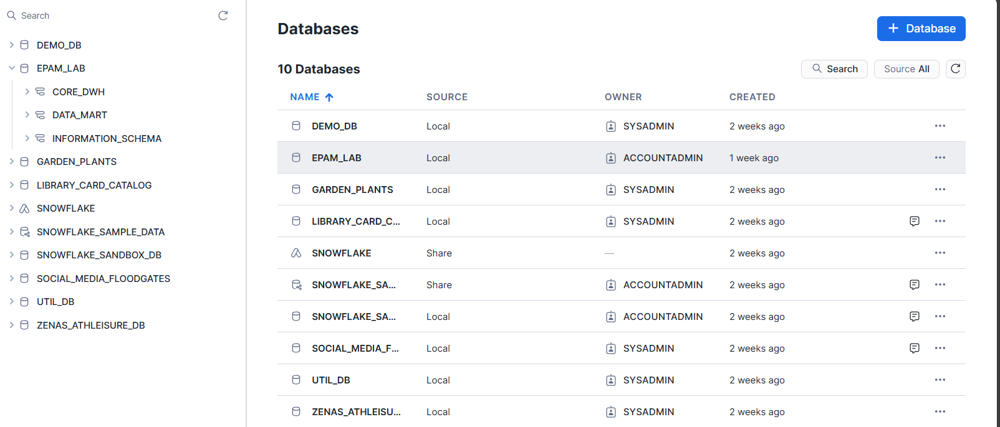 Search
DEMO_DB
EPAM_LAB
CORE_DWH
DATA_MART
INFORMATION_SCHEMA
GARDEN_PLANTS
LIBRARY_CARD_CATALOG
SNOWFLAKE
SNOWFLAKE_SAMPLE_DATA
SNOWFLAKE_SANDBOX_DB
SOCIAL_MEDIA_FLOODGATES
UTIL_DB
ZENAS_ATHLEISURE_DB
Databases
+ Database
10 Databases
Search
Source All
NAME SOURCE OWNER CREATED
DEMO_DB Local SYSADMIN 2 weeks ago
EPAM_LAB Local ACCOUNTADMIN 1 week ago
GARDEN_PLANTS Local SYSADMIN 2 weeks ago
LIBRARY_CARD_C... Local SYSADMIN 2 weeks ago
SNOWFLAKE Share — 2 weeks ago
SNOWFLAKE_SA... Share ACCOUNTADMIN 2 weeks ago
SNOWFLAKE_SA... Local ACCOUNTADMIN 2 weeks ago
SOCIAL_MEDIA_F... Local SYSADMIN 2 weeks ago
UTIL_DB Local SYSADMIN 2 weeks ago
ZENAS_ATHLEISU... Local SYSADMIN 2 weeks ago